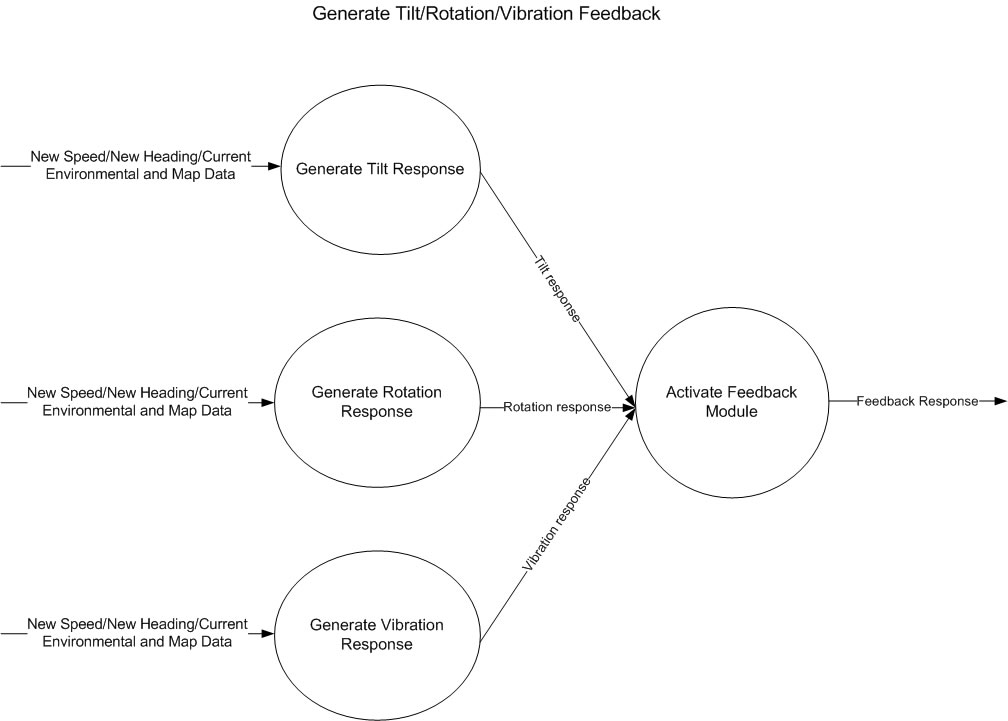 Generate Tilt/Rotation/Vibration Feedback
New Speed/New Heading/Current
Environmental and Map Data
Generate Tilt Response
Tilt response
New Speed/New Heading/Current
Environmental and Map Data
Generate Rotation
Response
Rotation response
Activate Feedback
Module
Feedback Response
Vibration response
New Speed/New Heading/Current
Environmental and Map Data
Generate Vibration
Response